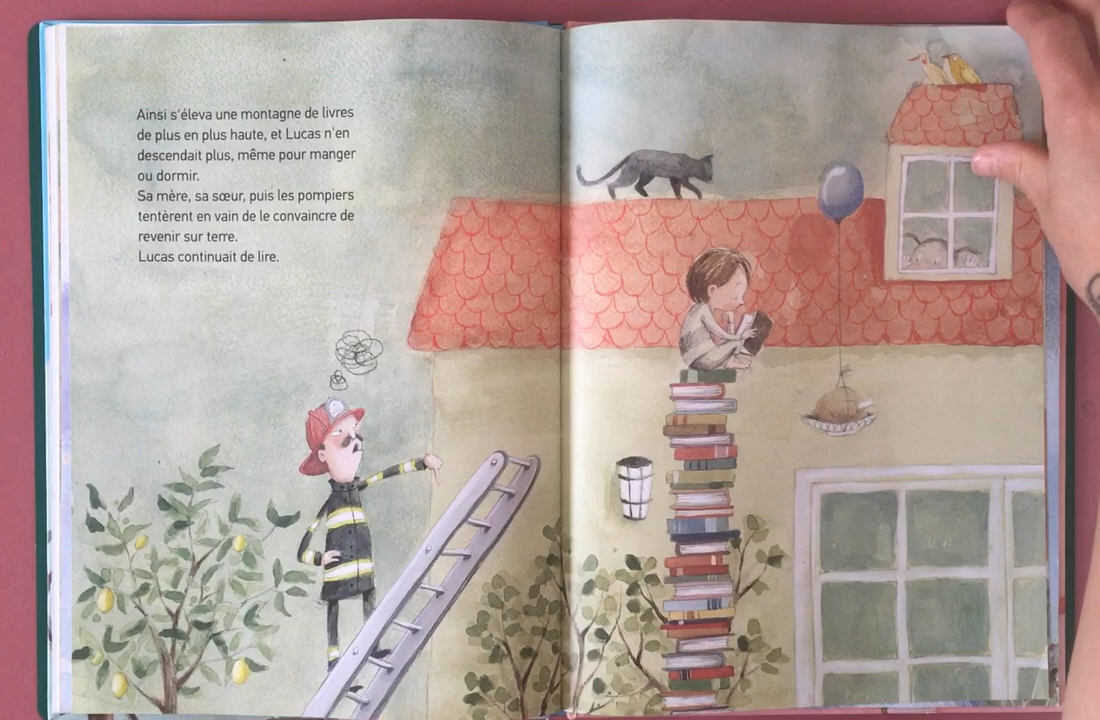 Ainsi s'éleva une montagne de livres
de plus en plus haute, et Lucas n'en
descendait plus, même pour manger
ou dormir.
Sa mère, sa sœur, puis les pompiers
tentèrent en vain de le convaincre de
revenir sur terre.
Lucas continuait de lire.